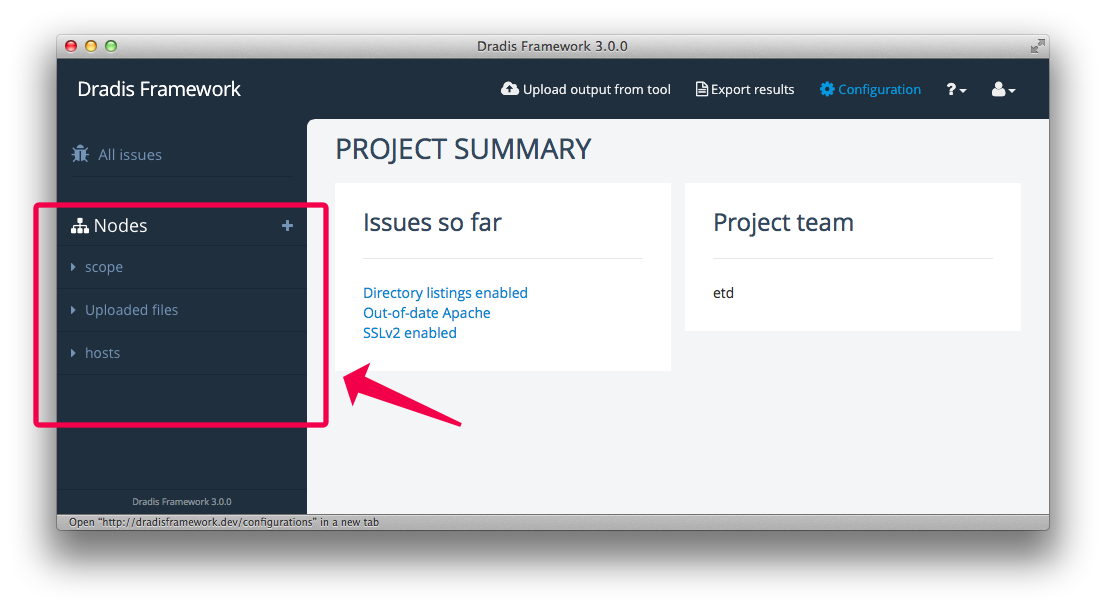 Dradis Framework 3.0.0
Dradis Framework
Upload output from tool
Export results
Configuration
?
All issues
Nodes
+
scope
Uploaded files
hosts
Dradis Framework 3.0.0
PROJECT SUMMARY
Issues so far
Directory listings enabled
Out-of-date Apache
SSLv2 enabled
Project team
etd
Open “http://dradisframework.dev/configurations” in a new tab